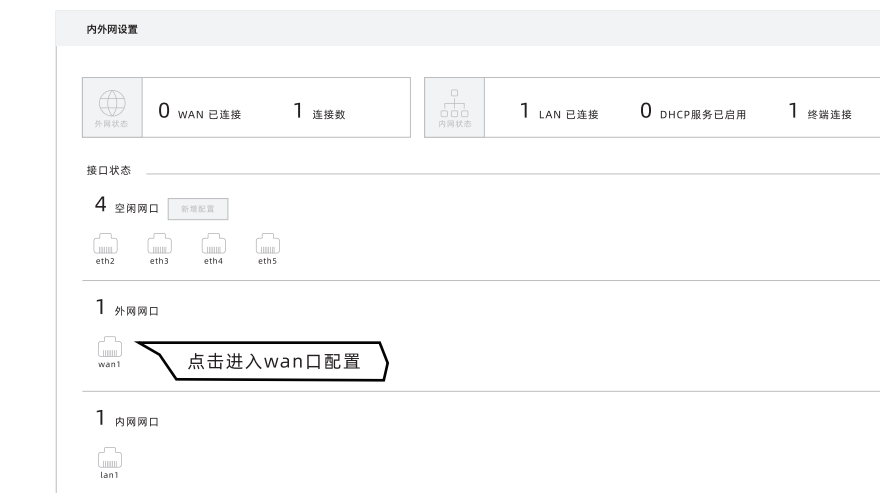 内外网设置
0 WAN 已连接 1 连接数 1 LAN 已连接 0 DHCP服务已启用 1 终端连接
外网状态 内网状态
接口状态
4 空闲网口 新增配置
eth2 eth3 eth4 eth5
1 外网网口
wan1 点击进入wan口配置
1 内网网口
lan1